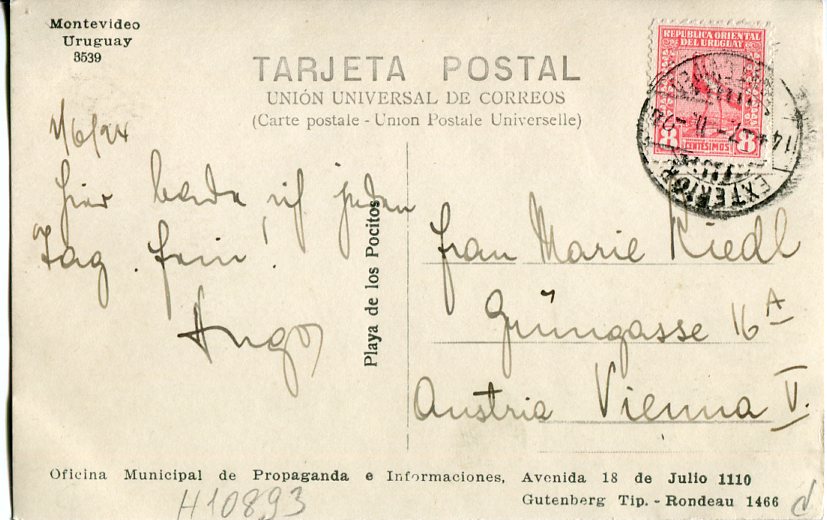 Montevideo
Uruguay
3539
TARJETA POSTAL
UNIÓN UNIVERSAL DE CORREOS
(Carte postale - Union Postale Universelle)
REPUBLICA ORIENTAL
DEL URUGUAY
8 CENTÉSIMOS 8
EXTERIOR
Hier bade ich jeden
Tag. Fein!
Hugo
Playa de los Pocitos
Frau Marie Riedl
Grüngasse 16 A
Austria Vienna V.
Oficina Municipal de Propaganda e Informaciones, Avenida 18 de Julio 1110
Gutenberg Tip. - Rondeau 1466
H10893